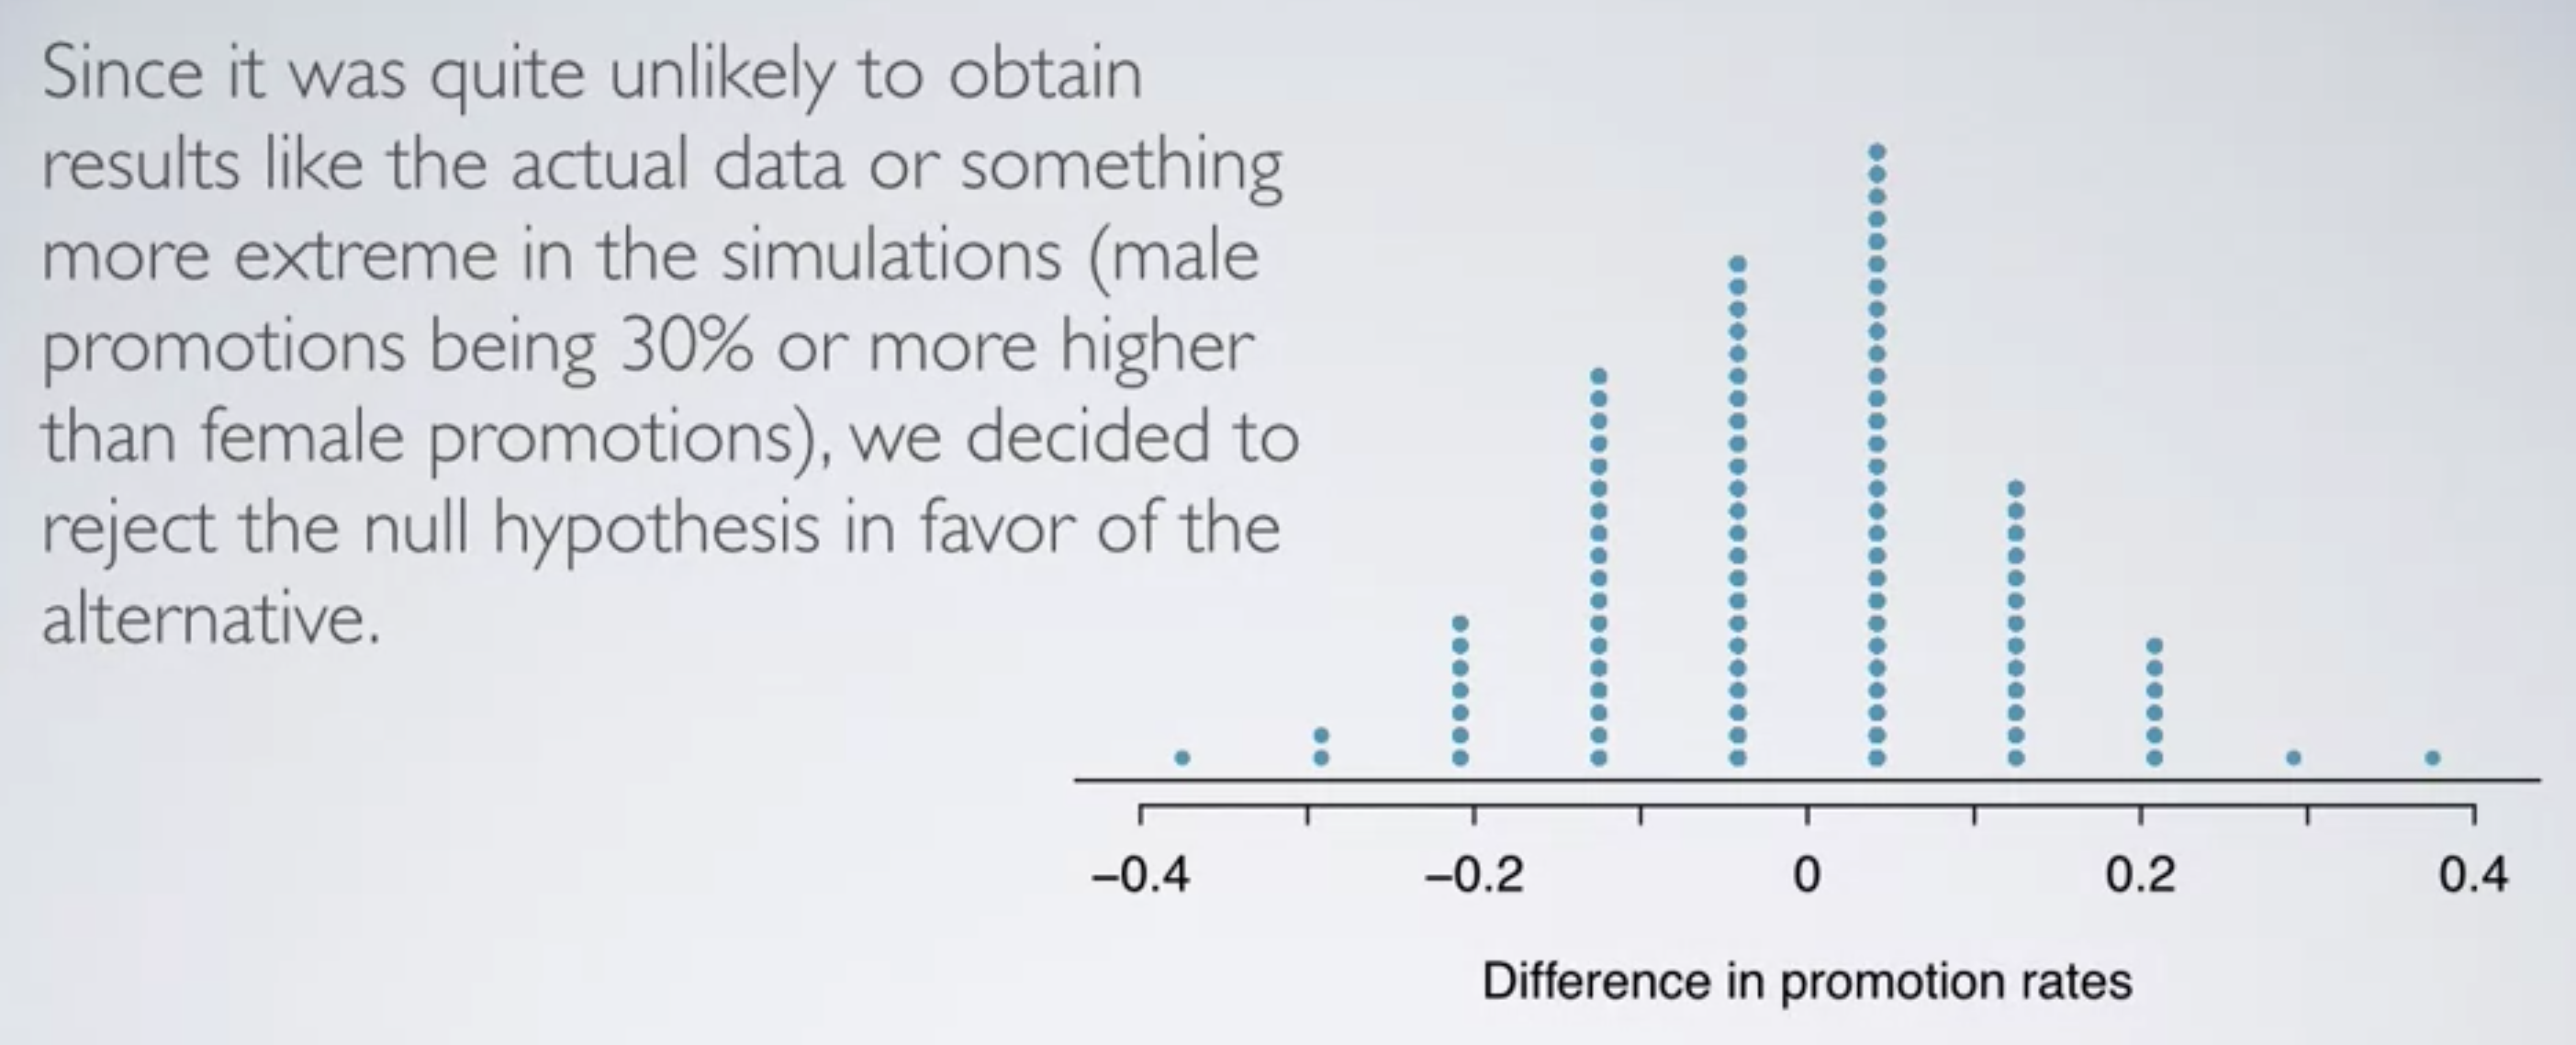 Since it was quite unlikely to obtain
results like the actual data or something
more extreme in the simulations (male
promotions being 30% or more higher
than female promotions), we decided to
reject the null hypothesis in favor of the
alternative.
−0.4
−0.2
0
0.2
0.4
Difference in promotion rates